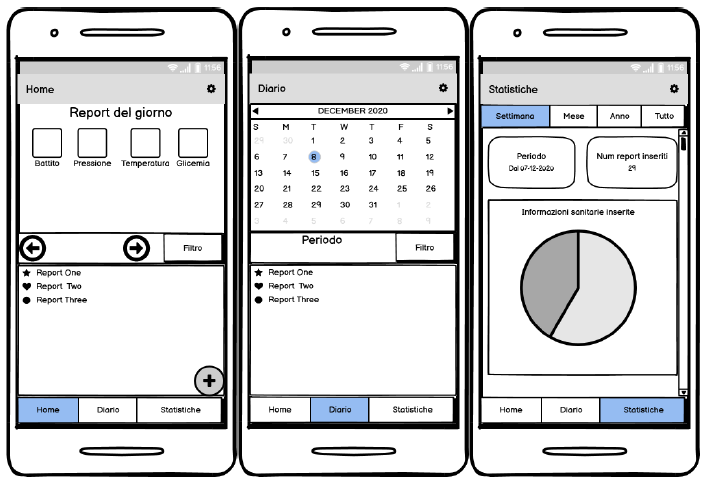 11:56
Home
Report del giorno
Battito Pressione Temperatura Glicemia
Filtro
Report One
Report Two
Report Three
+
Home Diario Statistiche
11:56
Diario
DECEMBER 2020
S M T W T F S
29 30 1 2 3 4 5
6 7 8 9 10 11 12
13 14 15 16 17 18 19
20 21 22 23 24 25 26
27 28 29 30 31 1 2
3 4 5 6 7 8 9
Periodo
Filtro
Report One
Report Two
Report Three
Home Diario Statistiche
11:56
Statistiche
Settimana Mese Anno Tutto
Periodo
Dal 07-12-2020
Num report inseriti
29
Informazioni sanitarie inserite
Home Diario Statistiche